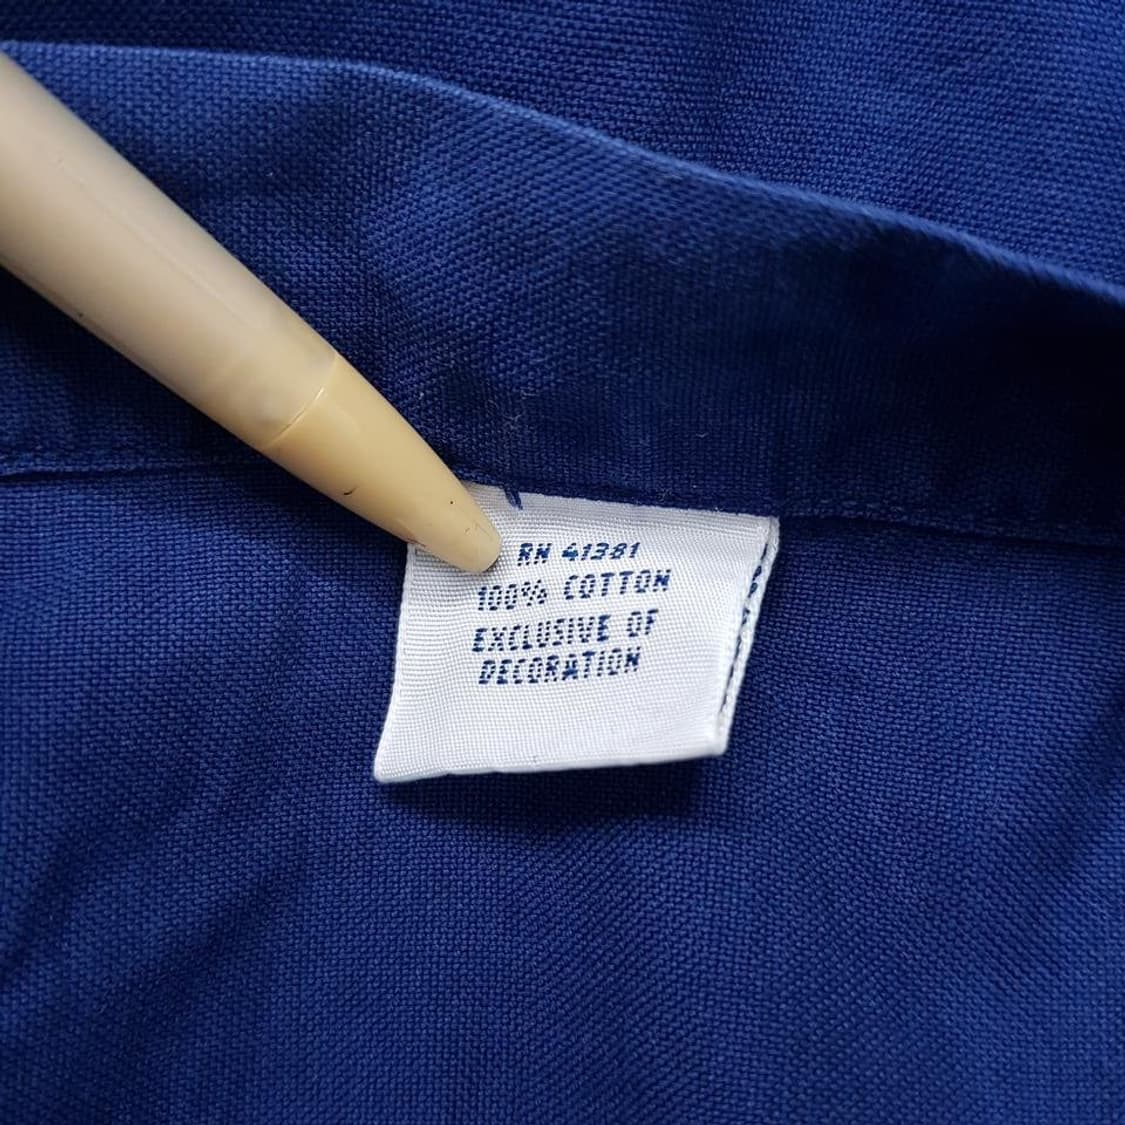 RN 41381
100% COTTON
EXCLUSIVE OF
DECORATION